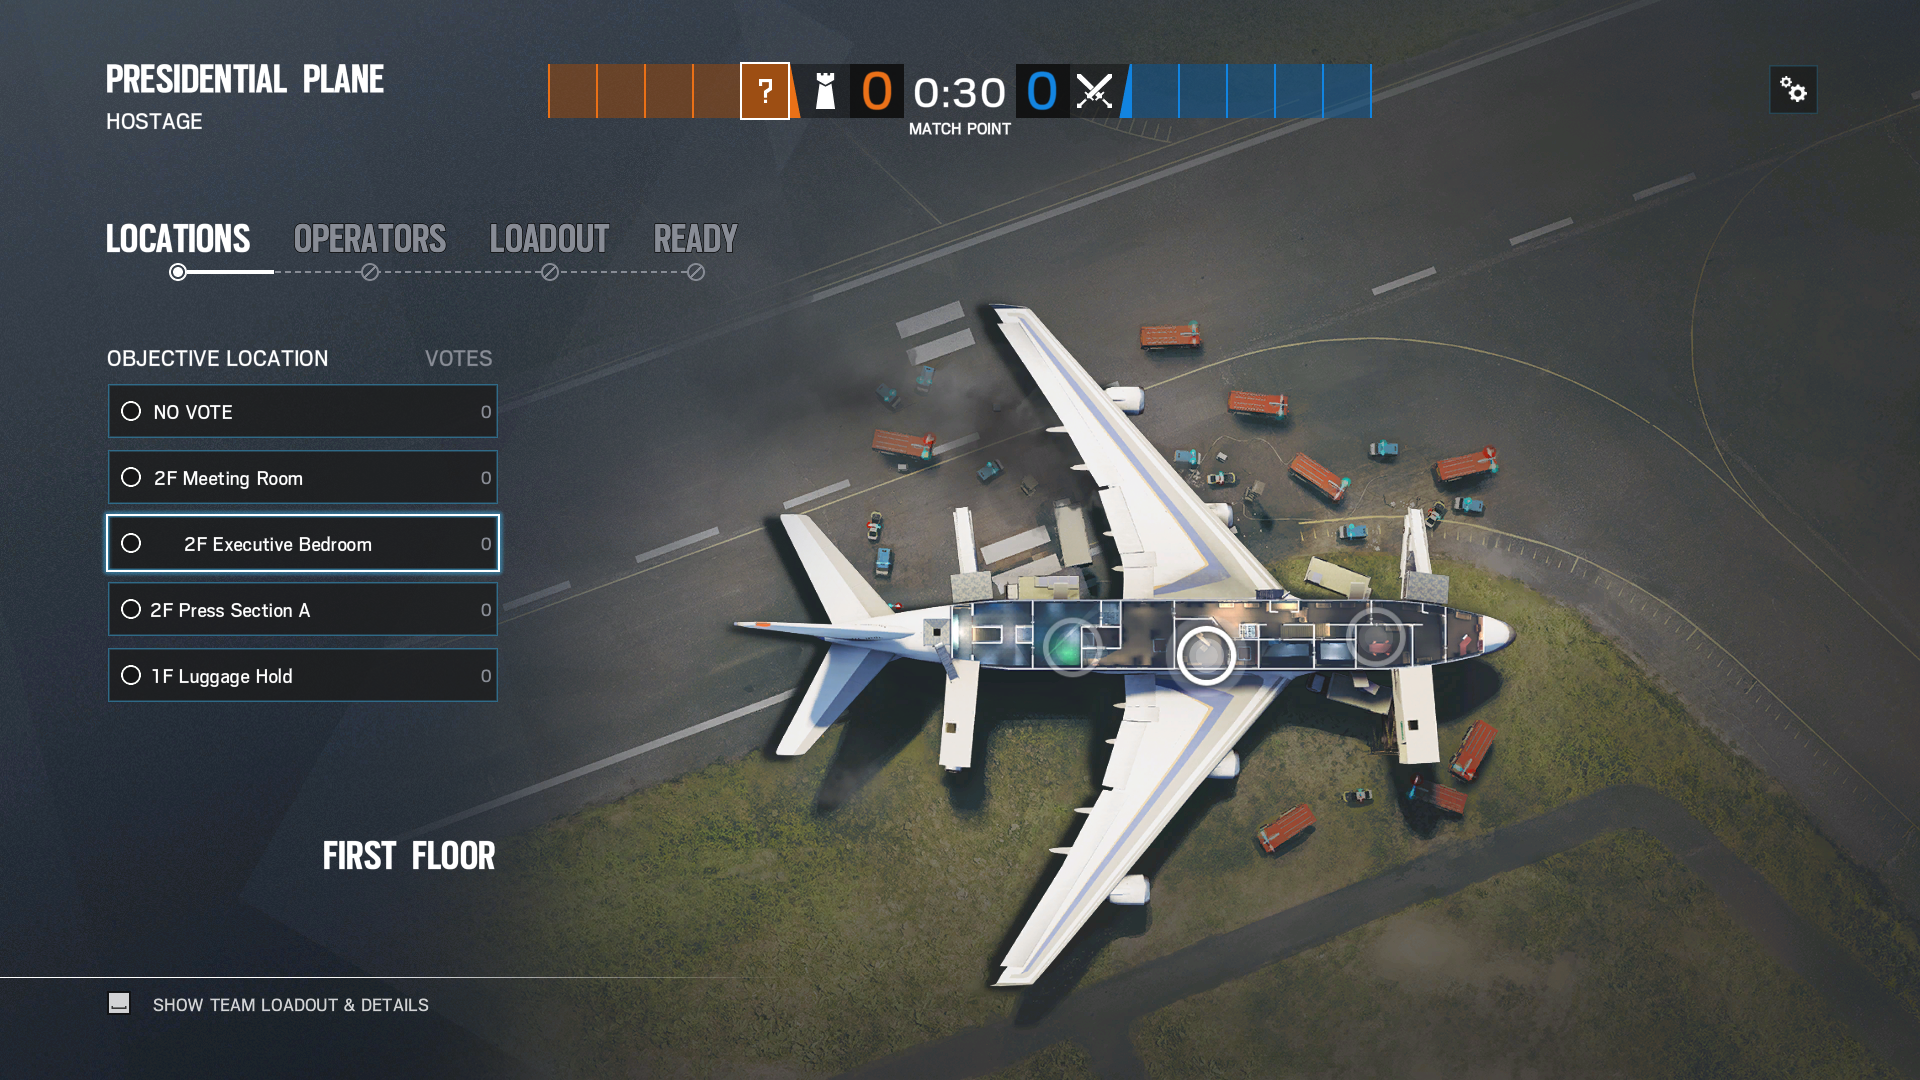 PRESIDENTIAL PLANE
HOSTAGE
?
0
0:30
0
MATCH POINT
LOCATIONS
OPERATORS
LOADOUT
READY
OBJECTIVE LOCATION
VOTES
NO VOTE
0
2F Meeting Room
0
2F Executive Bedroom
0
2F Press Section A
0
1F Luggage Hold
0
FIRST FLOOR
SHOW TEAM LOADOUT & DETAILS